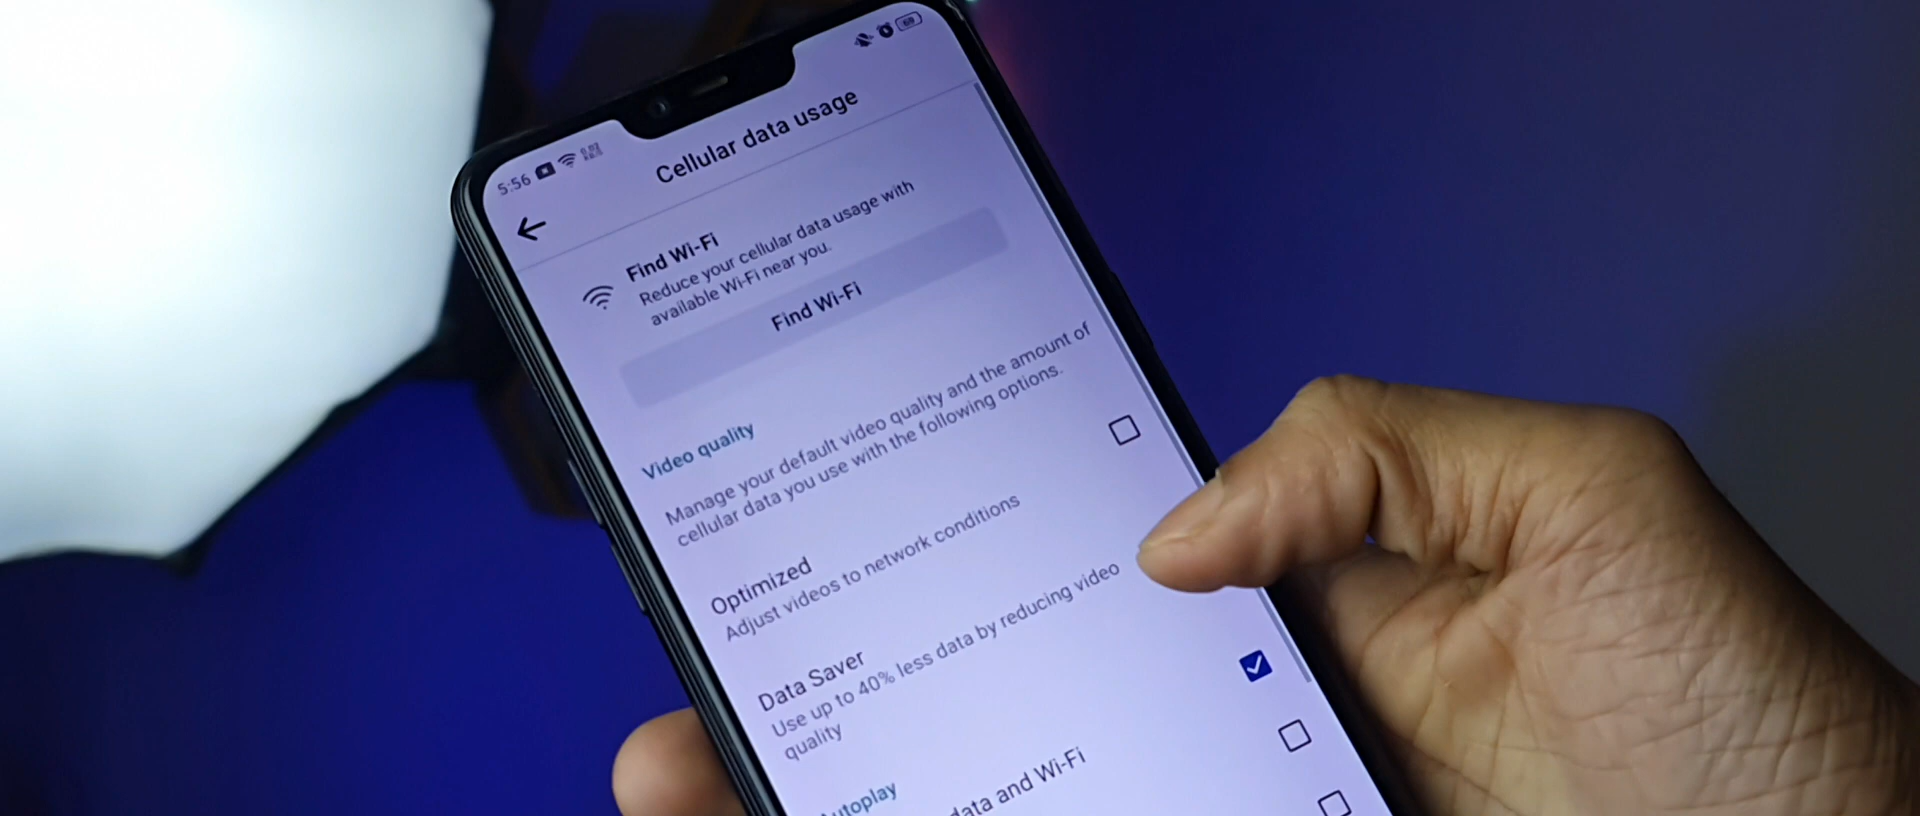 5:56
69
Cellular data usage
Find Wi-Fi
Reduce your cellular data usage with
available Wi-Fi near you.
Find Wi-Fi
Video quality
Manage your default video quality and the amount of
cellular data you use with the following options.
Optimized
Adjust videos to network conditions
Data Saver
Use up to 40% less data by reducing video
quality
utoplay
data and Wi-Fi